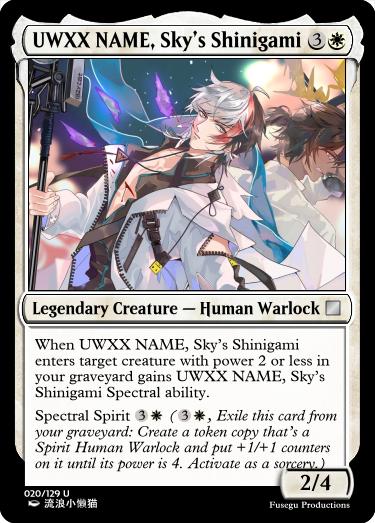 UWXX NAME, Sky's Shinigami 3
Legendary Creature — Human Warlock
When UWXX NAME, Sky's Shinigami
enters target creature with power 2 or less in
your graveyard gains UWXX NAME, Sky's
Shinigami Spectral ability.
Spectral Spirit 3 ( 3 , Exile this card from
your graveyard: Create a token copy that's a
Spirit Human Warlock and put +1/+1 counters
on it until its power is 4. Activate as a sorcery.)
2/4
020/129 U
流浪小懒猫
Fusegu Productions